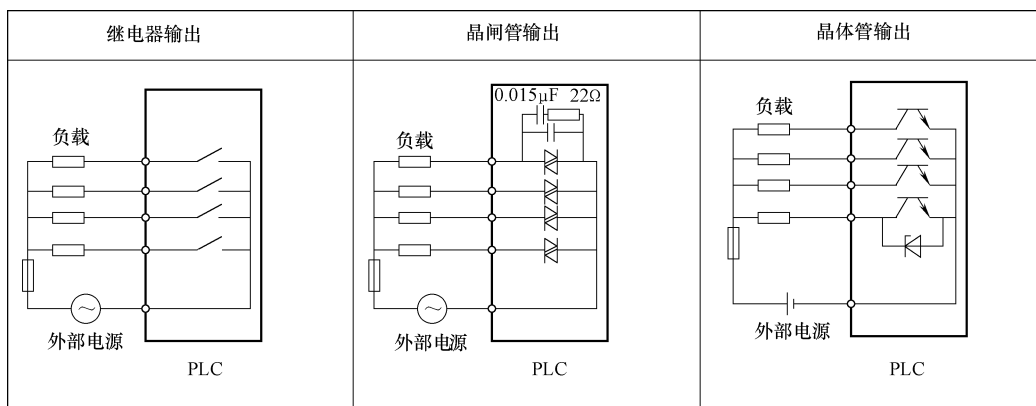 继电器输出
晶闸管输出
晶体管输出
负载
外部电源
PLC
0.015µF 22Ω
负载
外部电源
PLC
负载
外部电源
PLC